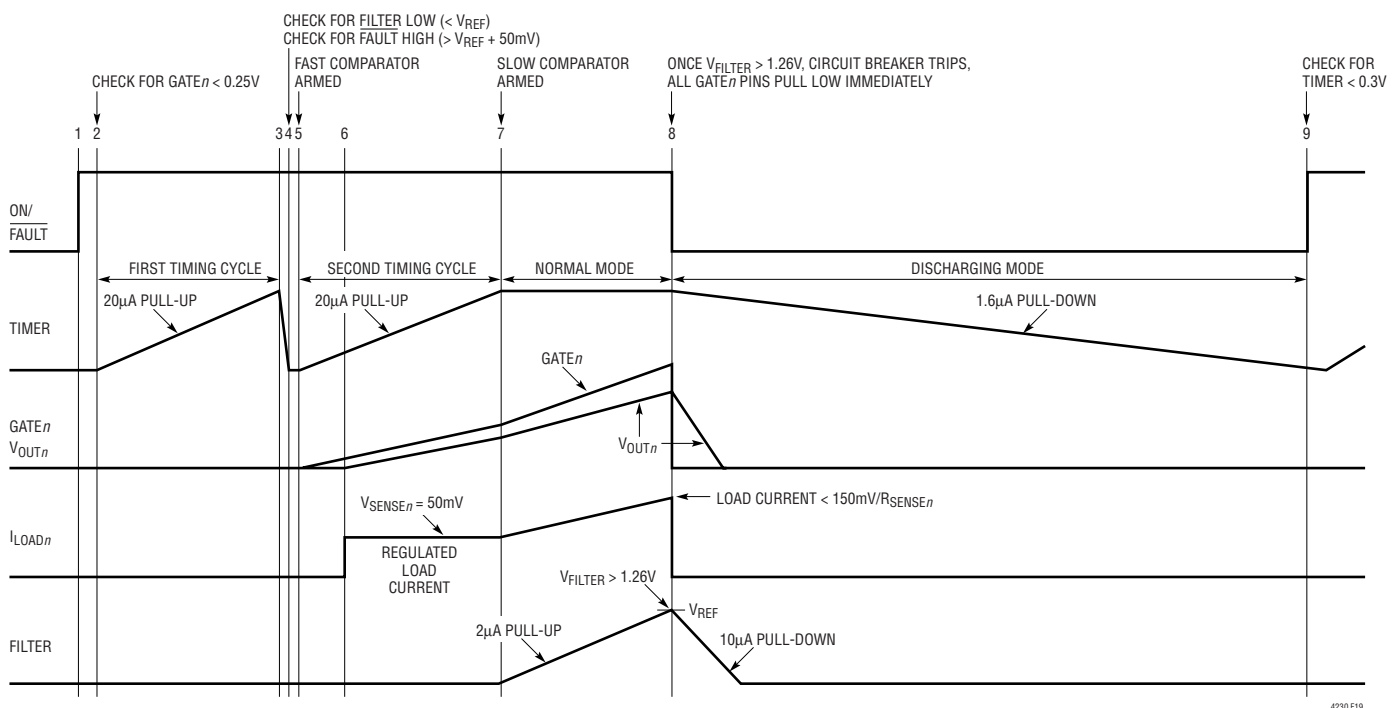 CHECK FOR FILTER LOW (< VREF)
CHECK FOR FAULT HIGH (> VREF + 50mV)
CHECK FOR GATEn < 0.25V
FAST COMPARATOR
ARMED
SLOW COMPARATOR
ARMED
ONCE VFILTER > 1.26V, CIRCUIT BREAKER TRIPS,
ALL GATEn PINS PULL LOW IMMEDIATELY
CHECK FOR
TIMER < 0.3V
1 2 3 4 5 6 7 8 9
ON/
FAULT
FIRST TIMING CYCLE
SECOND TIMING CYCLE
NORMAL MODE
DISCHARGING MODE
20µA PULL-UP
20µA PULL-UP
1.6µA PULL-DOWN
TIMER
GATEn
GATEn
VOUTn
VOUTn
VSENSEn = 50mV
LOAD CURRENT < 150mV/RSENSEn
ILOADn
REGULATED
LOAD
CURRENT
VFILTER > 1.26V
VREF
2µA PULL-UP
10µA PULL-DOWN
FILTER
4230 F19